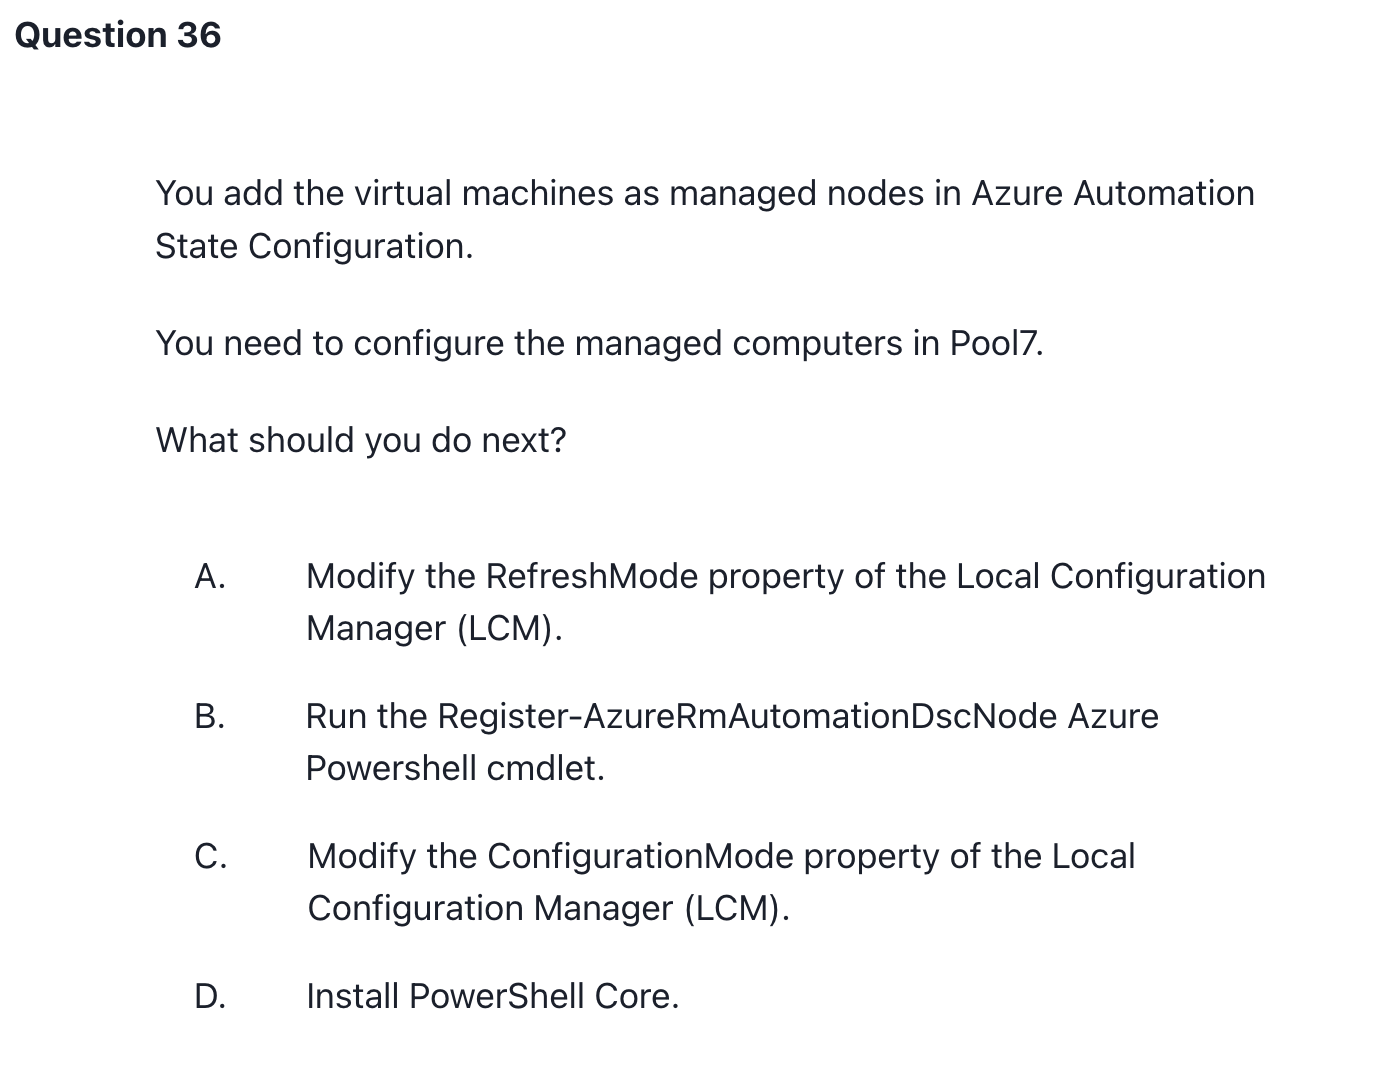 Question 36
You add the virtual machines as managed nodes in Azure Automation
State Configuration.
You need to configure the managed computers in Pool7.
What should you do next?
A. Modify the RefreshMode property of the Local Configuration
Manager (LCM).
B. Run the Register-AzureRmAutomationDscNode Azure
Powershell cmdlet.
C. Modify the ConfigurationMode property of the Local
Configuration Manager (LCM).
D. Install PowerShell Core.